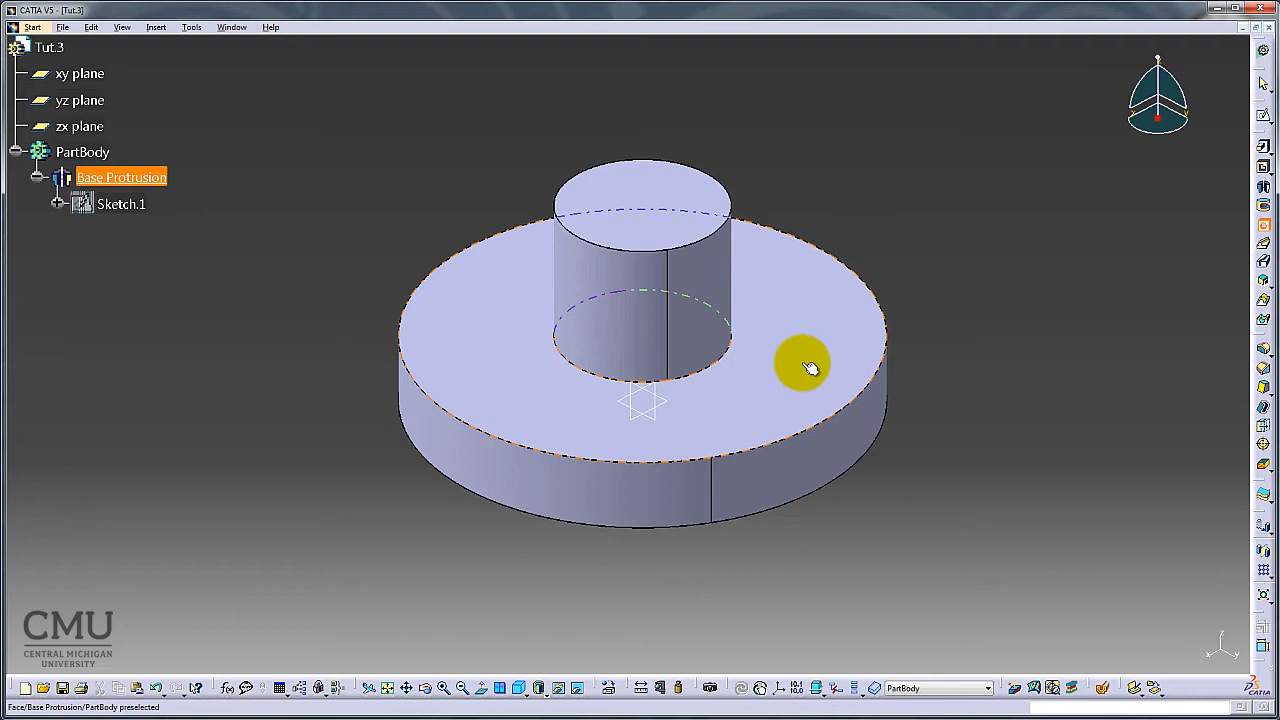 CATIA V5 - [Tut.3]
Start File Edit View Insert Tools Window Help
Tut.3
xy plane
yz plane
zx plane
PartBody
Base Protrusion
Sketch.1
CMU
CENTRAL MICHIGAN
UNIVERSITY
PartBody
Face/Base Protrusion/PartBody preselected
CATIA